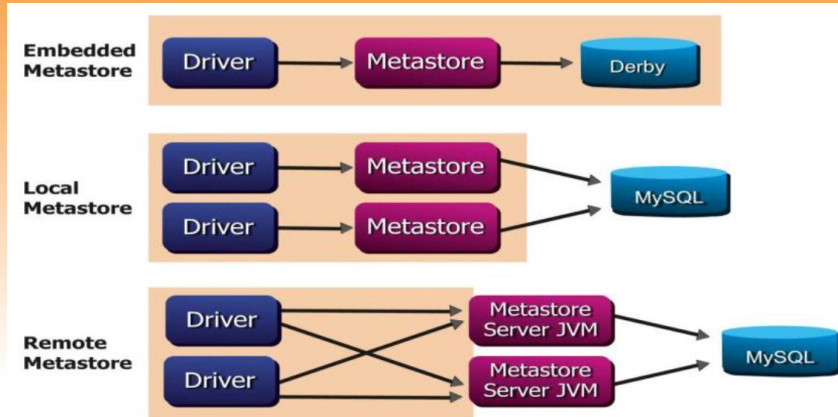 Embedded
Metastore
Driver
Metastore
Derby
Local
Metastore
Driver
Metastore
Driver
Metastore
MySQL
Remote
Metastore
Driver
Driver
Metastore
Server JVM
Metastore
Server JVM
MySQL